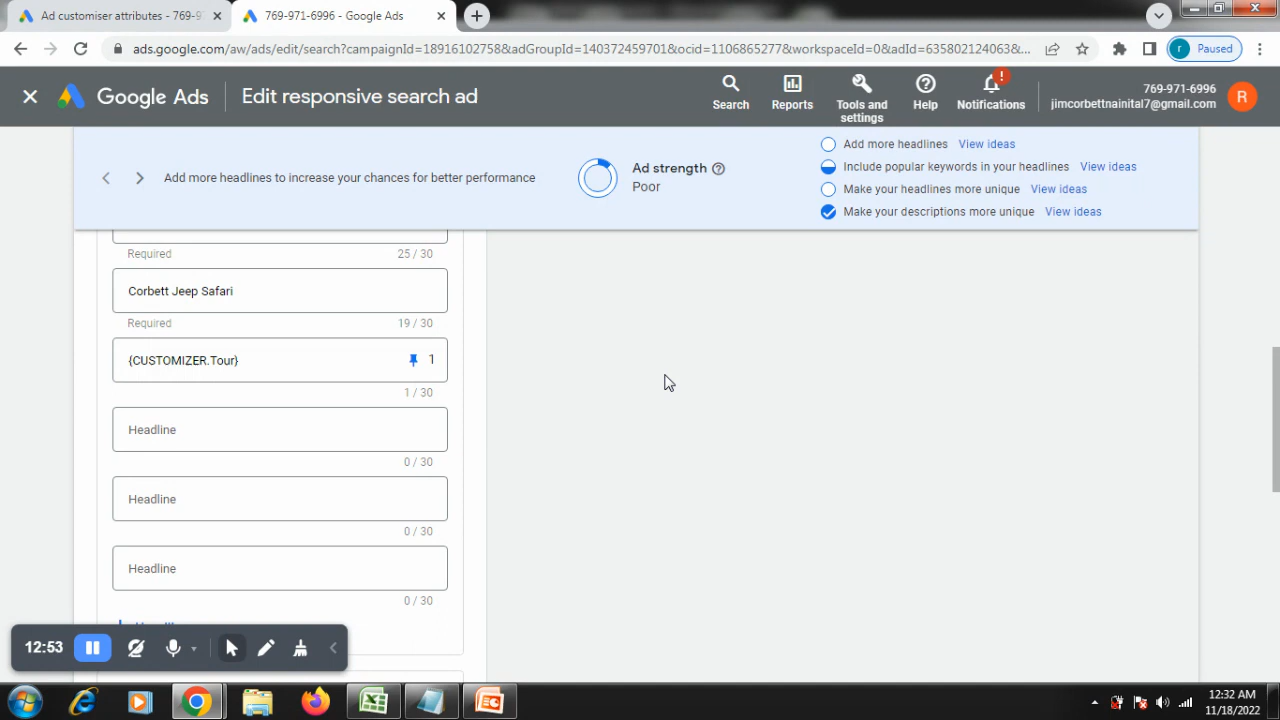 Ad customiser attributes - 769-9
769-971-6996 - Google Ads
ads.google.com/aw/ads/edit/search?campaignId=18916102758&adGroupId=140372459701&ocid=1106865277&workspaceId=0&adId=635802124063&...
r
Paused
Google Ads
Edit responsive search ad
Search
Reports
Tools and
settings
Help
!
Notifications
769-971-6996
jimcorbettnainital7@gmail.com
R
Add more headlines to increase your chances for better performance
Ad strength
Poor
Add more headlines View ideas
Include popular keywords in your headlines View ideas
Make your headlines more unique View ideas
Make your descriptions more unique View ideas
Required 25 / 30
Corbett Jeep Safari
Required 19 / 30
{CUSTOMIZER.Tour} 1
1 / 30
Headline
0 / 30
Headline
0 / 30
Headline
0 / 30
12:53
12:32 AM
11/18/2022